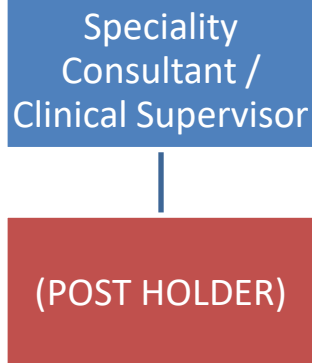 Speciality
Consultant /
Clinical Supervisor
(POST HOLDER)